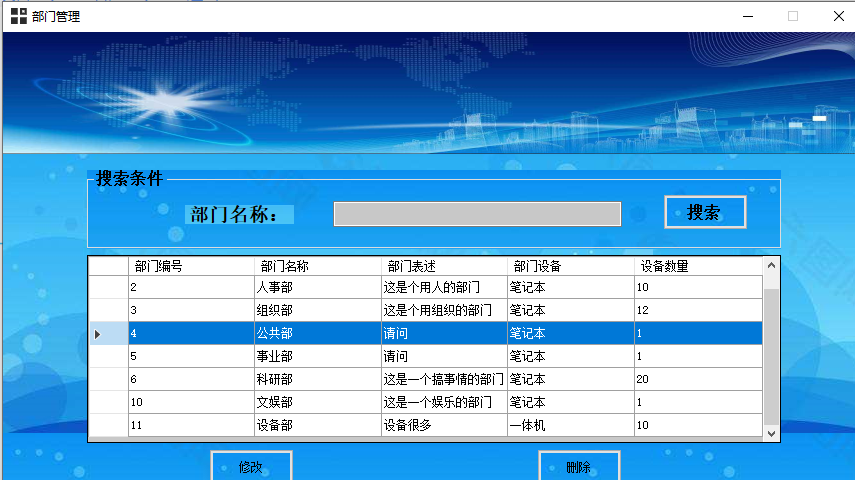 部门管理
搜索条件
部门名称：
搜索
部门编号 部门名称 部门表述 部门设备 设备数量
2 人事部 这是个用人的部门 笔记本 10
3 组织部 这是个用组织的部门 笔记本 12
4 公共部 请问 笔记本 1
5 事业部 请问 笔记本 1
6 科研部 这是一个搞事情的部门 笔记本 20
10 文娱部 这是一个娱乐的部门 笔记本 1
11 设备部 设备很多 一体机 10
修改 删除